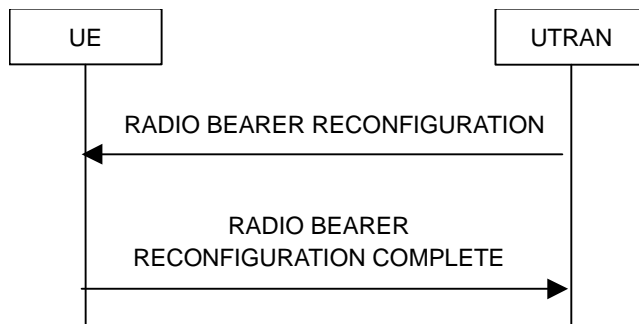 UE
UTRAN
RADIO BEARER RECONFIGURATION
RADIO BEARER
RECONFIGURATION COMPLETE